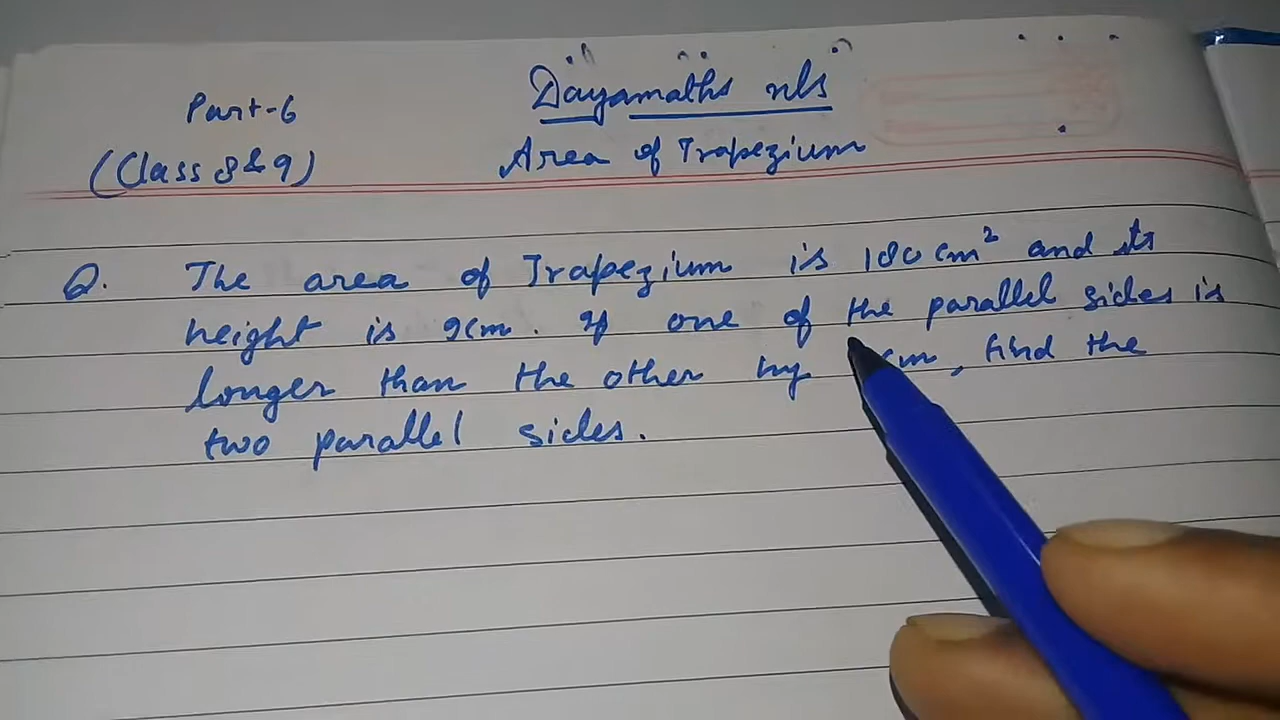 Dayamaths nls
Part-6
(Class 8 & 9)
Area of Trapezium
Q. The area of Trapezium is 180 cm² and its
height is 9cm. If one of the parallel sides is
longer than the other by cm, find the
two parallel sides.